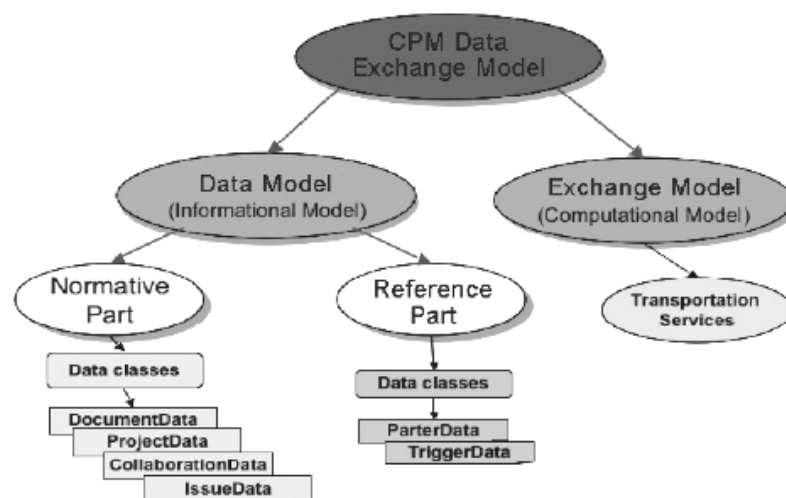 CPM Data
Exchange Model
Data Model
(Informational Model)
Exchange Model
(Computational Model)
Normative
Part
Reference
Part
Transportation
Services
Data classes
Data classes
DocumentData
ProjectData
CollaborationData
IssueData
ParterData
TriggerData